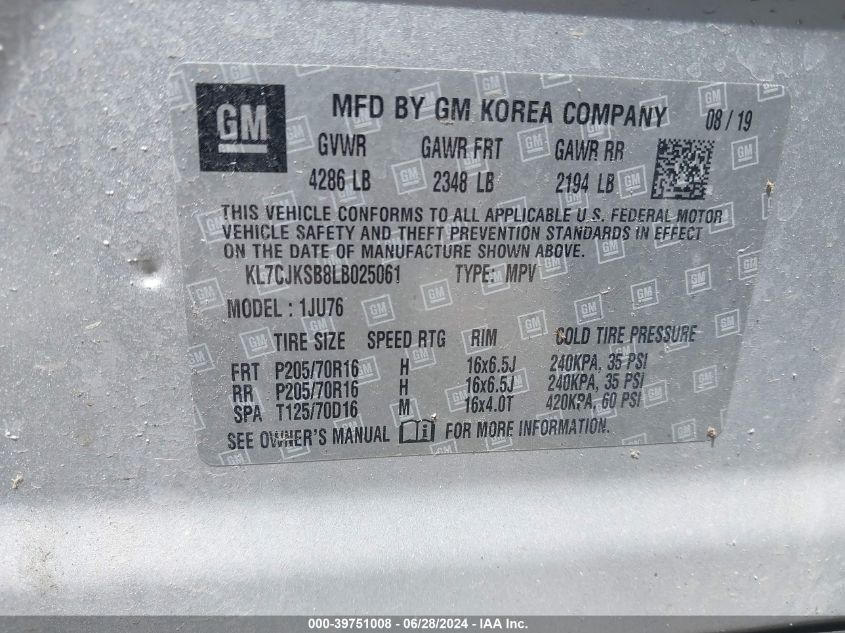 GM MFD BY GM KOREA COMPANY 08/19
GVWR GAWR FRT GAWR RR
4286 LB 2348 LB 2194 LB
THIS VEHICLE CONFORMS TO ALL APPLICABLE U.S. FEDERAL MOTOR
VEHICLE SAFETY AND THEFT PREVENTION STANDARDS IN EFFECT
ON THE DATE OF MANUFACTURE SHOWN ABOVE.
KL7CJKSB8LB025061 TYPE: MPV
MODEL : 1JU76
TIRE SIZE SPEED RTG RIM COLD TIRE PRESSURE
FRT P205/70R16 H 16x6.5J 240KPA, 35 PSI
RR P205/70R16 H 16x6.5J 240KPA, 35 PSI
SPA T125/70D16 M 16x4.0T 420KPA, 60 PSI
SEE OWNER'S MANUAL i FOR MORE INFORMATION.
000-39751008 - 06/28/2024 - IAA Inc.